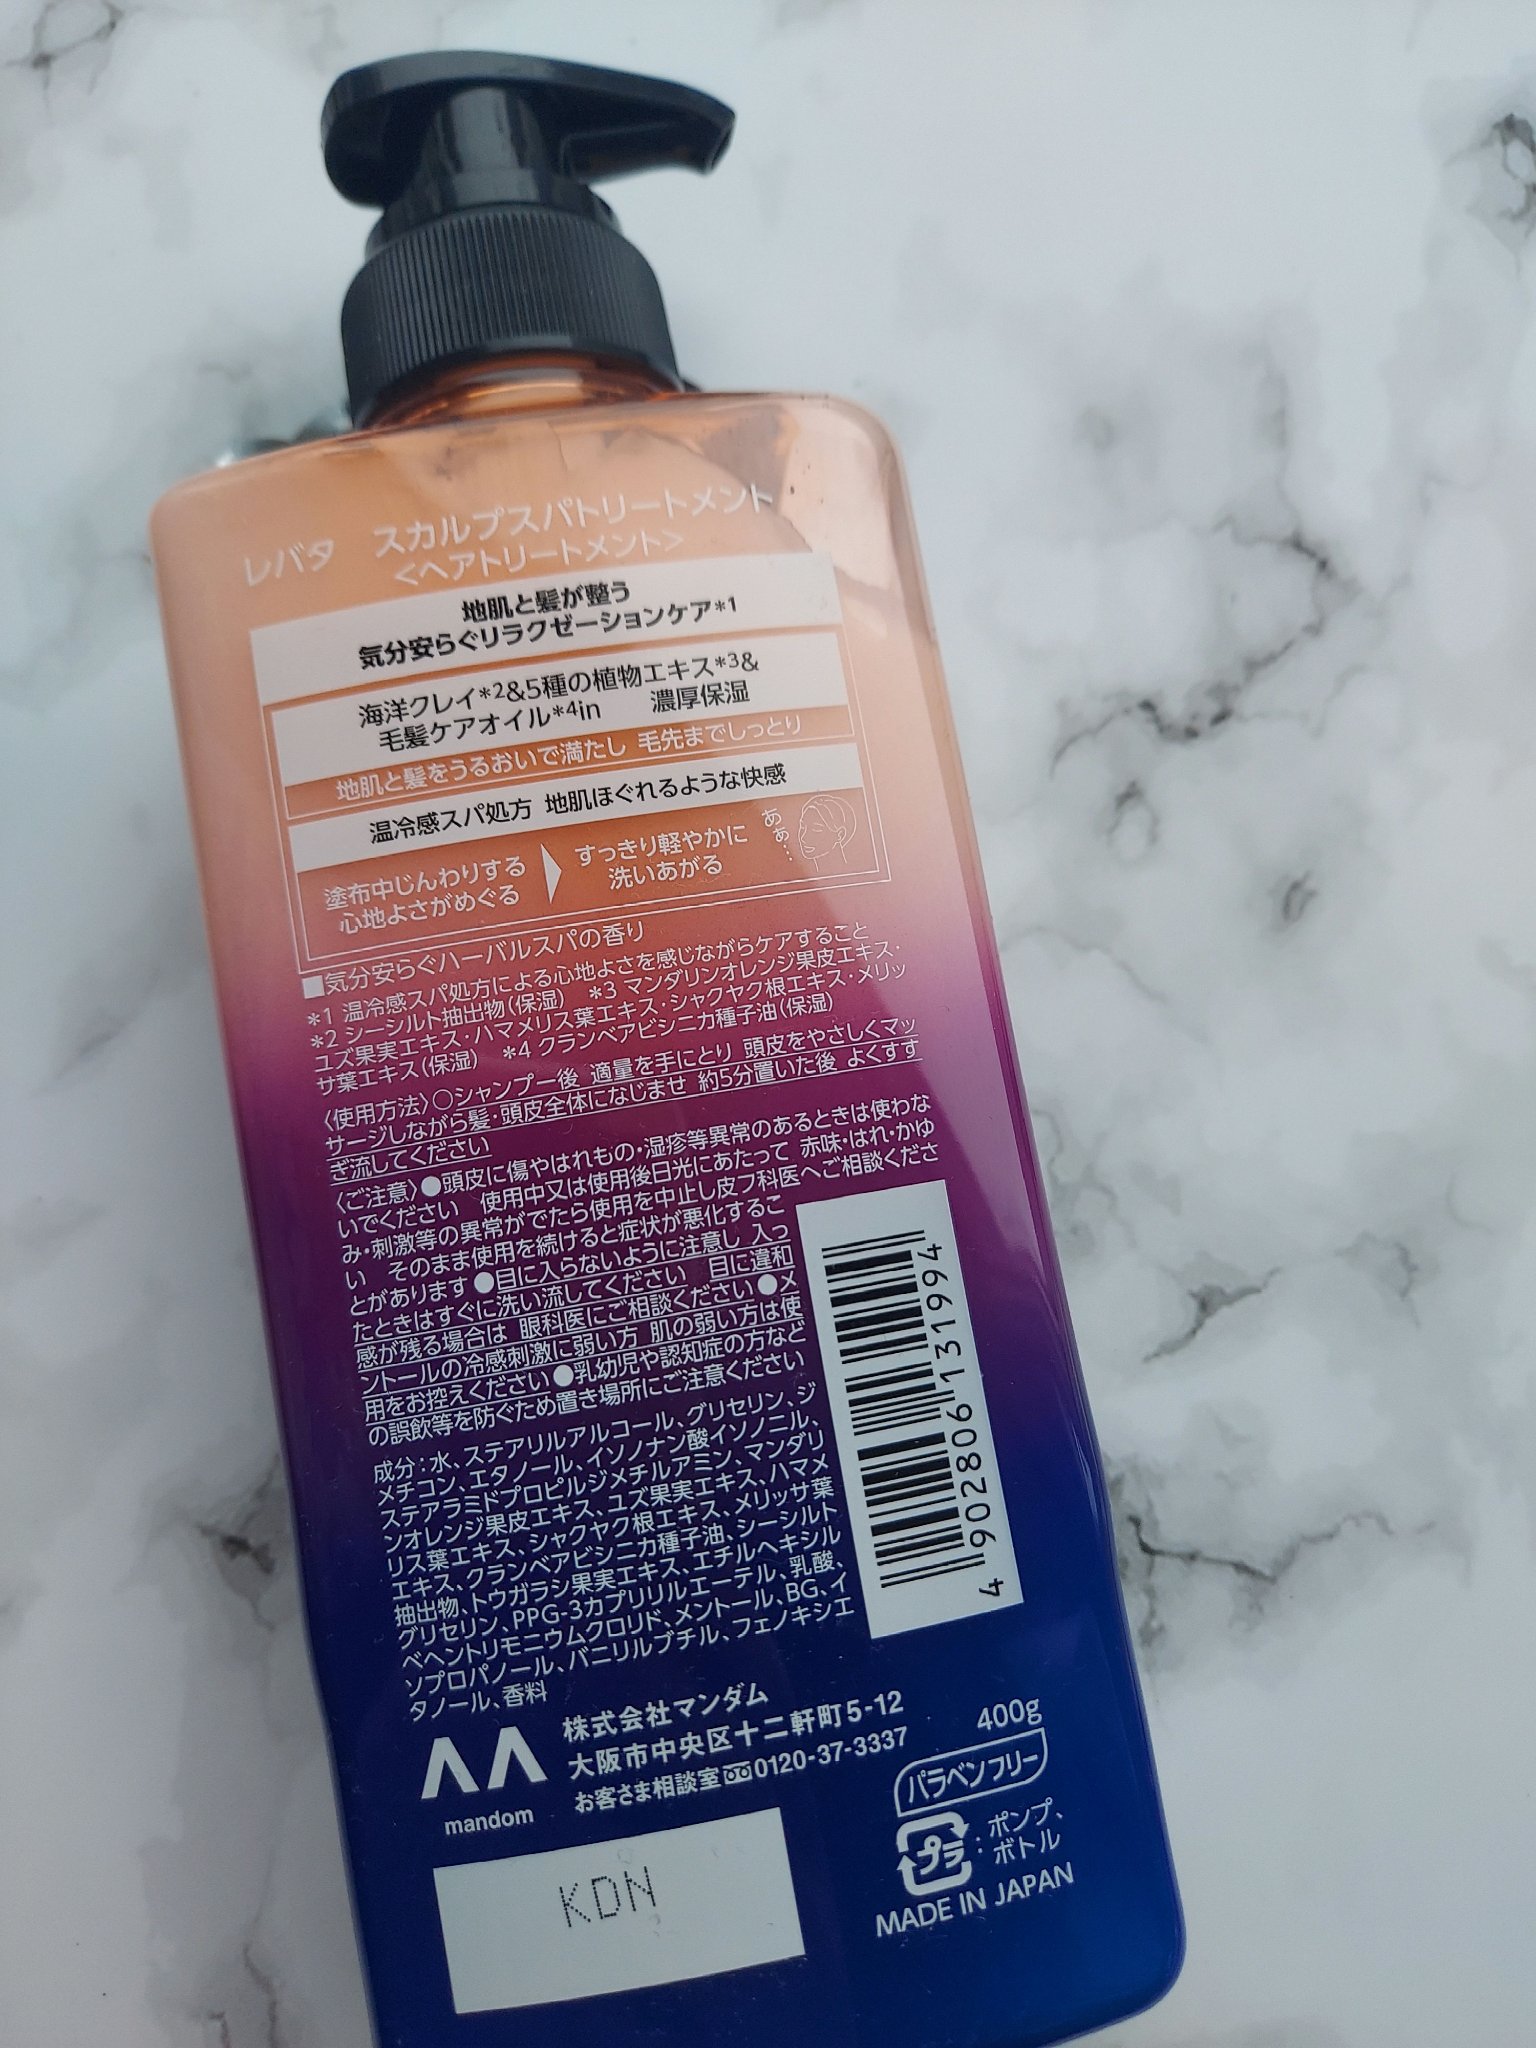 レバタ　スカルプスパトリートメント
<ヘアトリートメント>
地肌と髪が整う
気分安らぐリラクゼーションケア*1
海洋クレイ*2&5種の植物エキス*3&
毛髪ケアオイル*4in　濃厚保湿
地肌と髪をうるおいで満たし 毛先までしっとり
温冷感スパ処方 地肌ほぐれるような快感
塗布中じんわりする
心地よさがめぐる
すっきり軽やかに
洗いあがる
あぁ…
■気分安らぐハーバルスパの香り
*1 温冷感スパ処方による心地よさを感じながらケアすること
*2 シーシルト抽出物(保湿)　*3 マンダリンオレンジ果皮エキス・
ユズ果実エキス・ハマメリス葉エキス・シャクヤク根エキス・メリッ
サ葉エキス(保湿)　*4 クランベアビシニカ種子油(保湿)
〈使用方法〉○シャンプー後 適量を手にとり 頭皮をやさしくマッ
サージしながら髪・頭皮全体になじませ 約5分置いた後 よくすす
ぎ流してください
〈ご注意〉●頭皮に傷やはれもの・湿疹等異常のあるときは使わな
いでください　使用中又は使用後日光にあたって 赤味・はれ・かゆ
み・刺激等の異常がでたら使用を中止し皮フ科医へご相談くださ
い　そのまま使用を続けると症状が悪化するこ
とがあります ●目に入らないように注意し 入っ
たときはすぐに洗い流してください　目に違和
感が残る場合は 眼科医にご相談ください ●メ
ントールの冷感刺激に弱い方 肌の弱い方は使
用をお控えください ●乳幼児や認知症の方など
の誤飲等を防ぐため置き場所にご注意ください
成分：水、ステアリルアルコール、グリセリン、ジ
メチコン、エタノール、イソノナン酸イソノニル、
ステアラミドプロピルジメチルアミン、マンダリ
ンオレンジ果皮エキス、ユズ果実エキス、ハマメ
リス葉エキス、シャクヤク根エキス、メリッサ葉
エキス、クランベアビシニカ種子油、シーシルト
抽出物、トウガラシ果実エキス、エチルヘキシル
グリセリン、PPG-3カプリリルエーテル、乳酸、
ベヘントリモニウムクロリド、メントール、BG、イ
ソプロパノール、バニリルブチル、フェノキシエ
タノール、香料
4 902806 131994
mandom
株式会社マンダム
大阪市中央区十二軒町5-12
お客さま相談室 0120-37-3337
400g
パラベンフリー
プラ
：ポンプ、
ボトル
MADE IN JAPAN
KDN